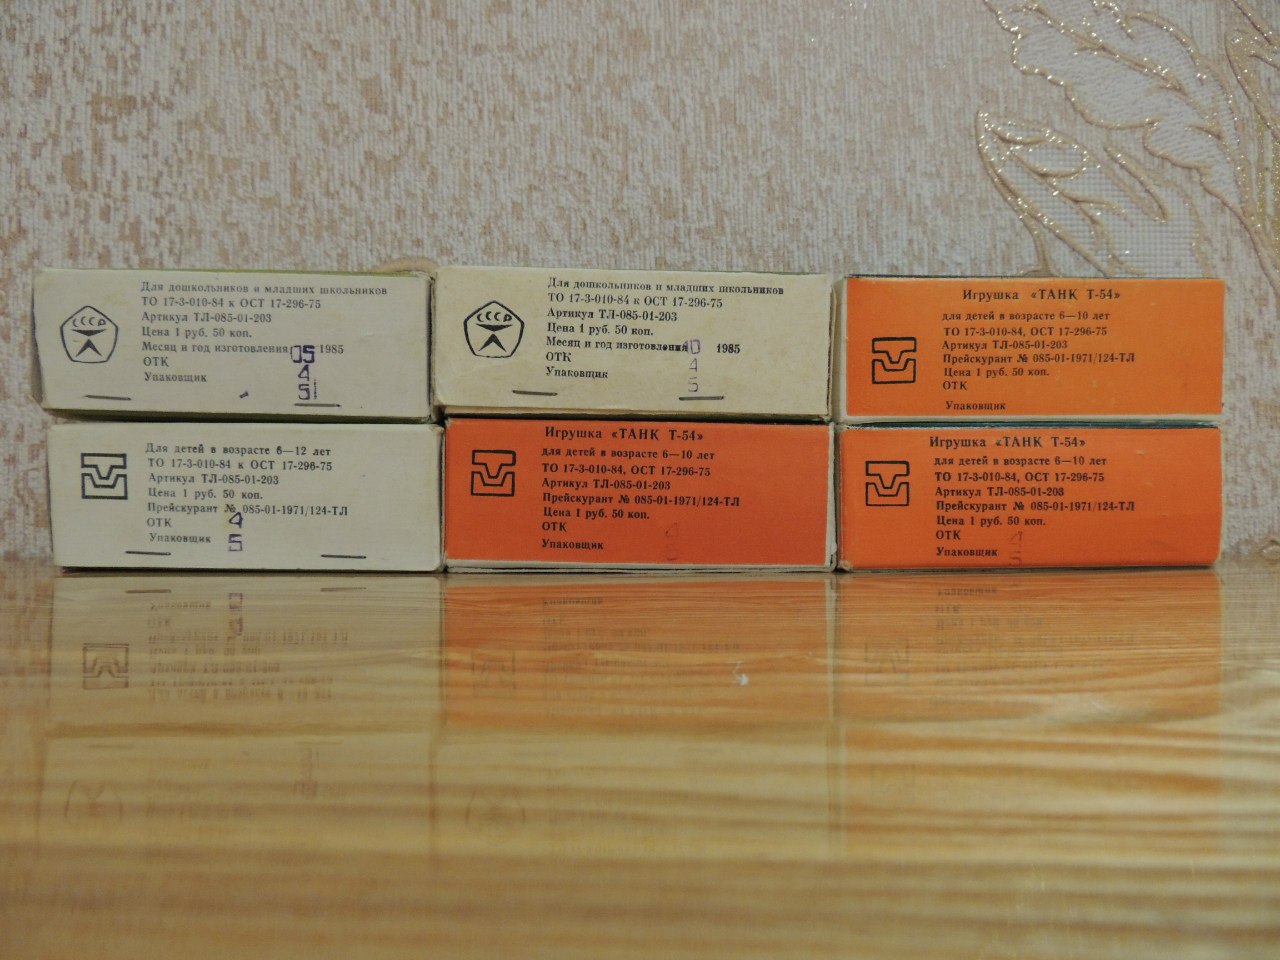 СССР
Для дошкольников и младших школьников
ТО 17-3-010-84 к ОСТ 17-296-75
Артикул ТЛ-085-01-203
Цена 1 руб. 50 коп.
Месяц и год изготовления 05 1985
ОТК 4
Упаковщик 51
СССР
Для дошкольников и младших школьников
ТО 17-3-010-84 к ОСТ 17-296-75
Артикул ТЛ-085-01-203
Цена 1 руб. 50 коп.
Месяц и год изготовления 10 1985
ОТК 4
Упаковщик 5
Игрушка «ТАНК Т-54»
для детей в возрасте 6—10 лет
ТО 17-3-010-84, ОСТ 17-296-75
Артикул ТЛ-085-01-203
Прейскурант № 085-01-1971/124-ТЛ
Цена 1 руб. 50 коп.
ОТК
Упаковщик
Для детей в возрасте 6—12 лет
ТО 17-3-010-84 к ОСТ 17-296-75
Артикул ТЛ-085-01-203
Цена 1 руб. 50 коп.
Прейскурант № 085-01-1971/124-ТЛ
ОТК 4
Упаковщик 5
Игрушка «ТАНК Т-54»
для детей в возрасте 6—10 лет
ТО 17-3-010-84, ОСТ 17-296-75
Артикул ТЛ-085-01-203
Прейскурант № 085-01-1971/124-ТЛ
Цена 1 руб. 50 коп.
ОТК
Упаковщик
Игрушка «ТАНК Т-54»
для детей в возрасте 6—10 лет
ТО 17-3-010-84, ОСТ 17-296-75
Артикул ТЛ-085-01-203
Прейскурант № 085-01-1971/124-ТЛ
Цена 1 руб. 50 коп.
ОТК 4
Упаковщик 5